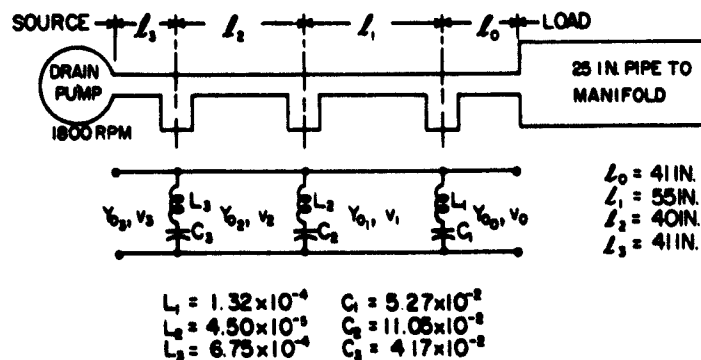 SOURCE ℓ₃ ℓ₂ ℓ₁ ℓ₀ LOAD
DRAIN
PUMP
1800 RPM
25 IN. PIPE TO
MANIFOLD
Y₀₃, v₃ L₃ C₃ Y₀₂, v₂ L₂ C₂ Y₀₁, v₁ L₁ C₁ Y₀₀, v₀
ℓ₀ = 41 IN.
ℓ₁ = 55 IN.
ℓ₂ = 40 IN.
ℓ₃ = 41 IN.
L₁ = 1.32×10⁻⁴ C₁ = 5.27×10⁻²
L₂ = 4.50×10⁻⁵ C₂ = 11.05×10⁻²
L₃ = 6.75×10⁻⁴ C₃ = 4.17×10⁻²